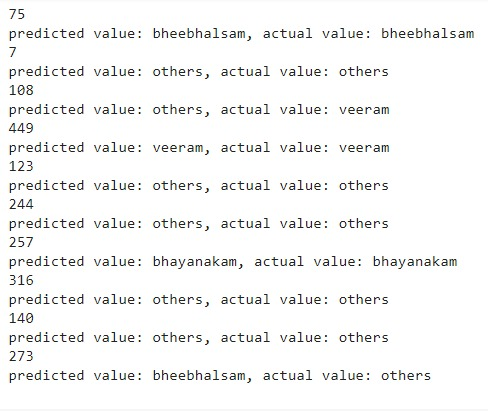 75
predicted value: bheebhalsam, actual value: bheebhalsam
7
predicted value: others, actual value: others
108
predicted value: others, actual value: veeram
449
predicted value: veeram, actual value: veeram
123
predicted value: others, actual value: others
244
predicted value: others, actual value: others
257
predicted value: bhayanakam, actual value: bhayanakam
316
predicted value: others, actual value: others
140
predicted value: others, actual value: others
273
predicted value: bheebhalsam, actual value: others